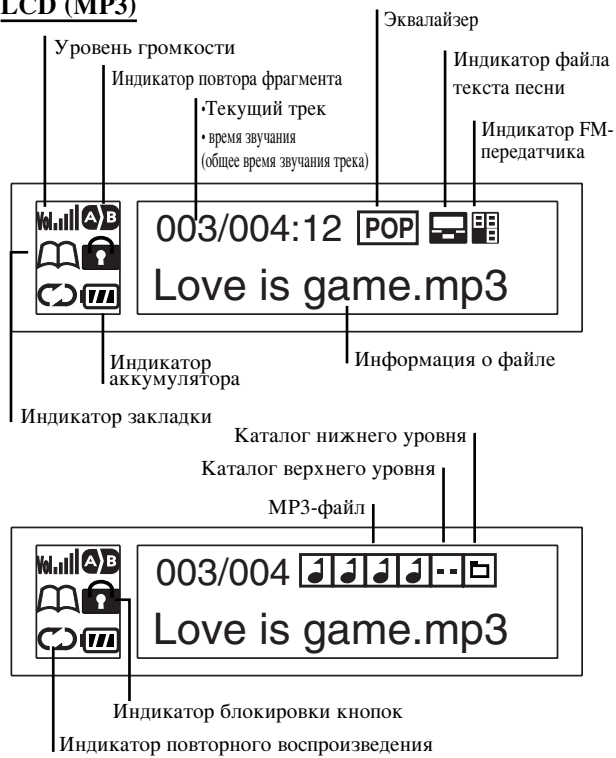 LCD (MP3)
Эквалайзер
Уровень громкости
Индикатор повтора фрагмента
•Текущий трек
• время звучания
(общее время звучания трека)
Индикатор файла
текста песни
Индикатор FM-
передатчика
Vol. A B
003/004:12 POP
Love is game.mp3
Индикатор
аккумулятора
Информация о файле
Индикатор закладки
Каталог нижнего уровня
Каталог верхнего уровня
MP3-файл
Vol. A B
003/004
Love is game.mp3
Индикатор блокировки кнопок
Индикатор повторного воспроизведения